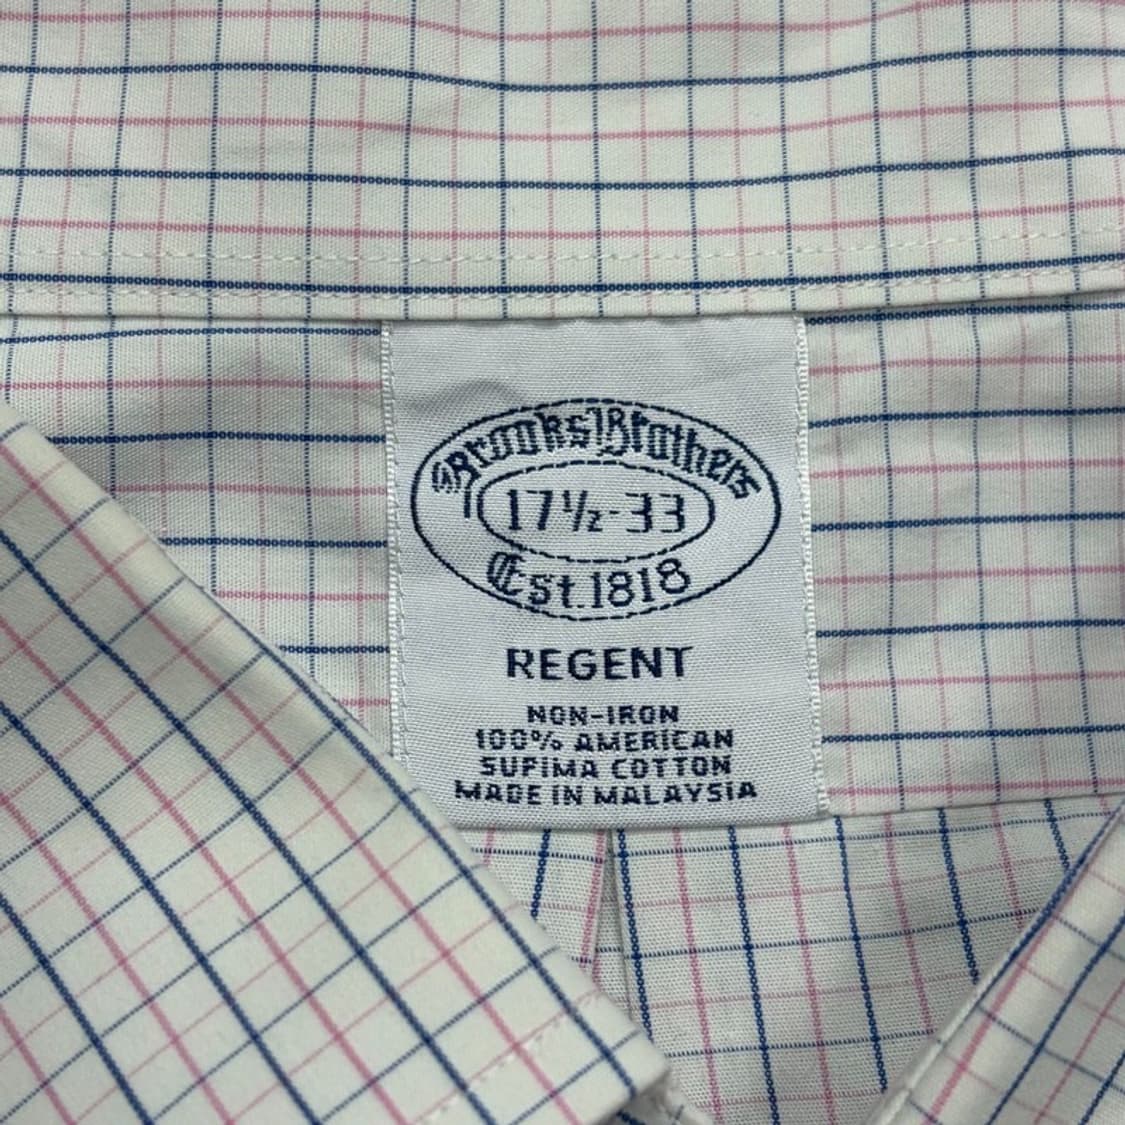 Brooks Brothers
17½-33
Est. 1818
REGENT
NON-IRON
100% AMERICAN
SUPIMA COTTON
MADE IN MALAYSIA